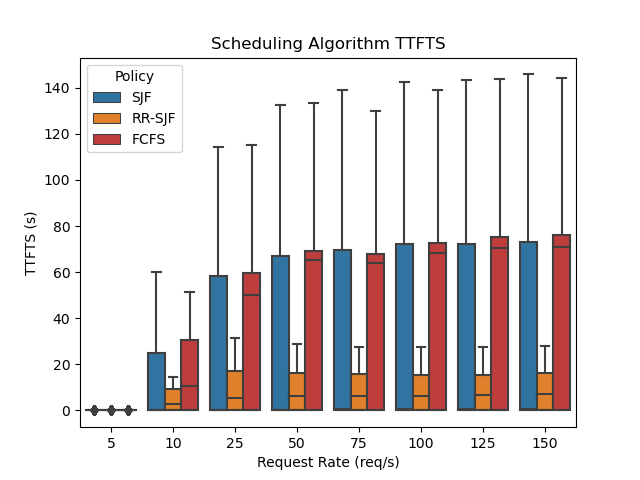 Scheduling Algorithm TTFTS
Policy
SJF
RR-SJF
FCFS
TTFTS (s)
140
120
100
80
60
40
20
0
5 10 25 50 75 100 125 150
Request Rate (req/s)